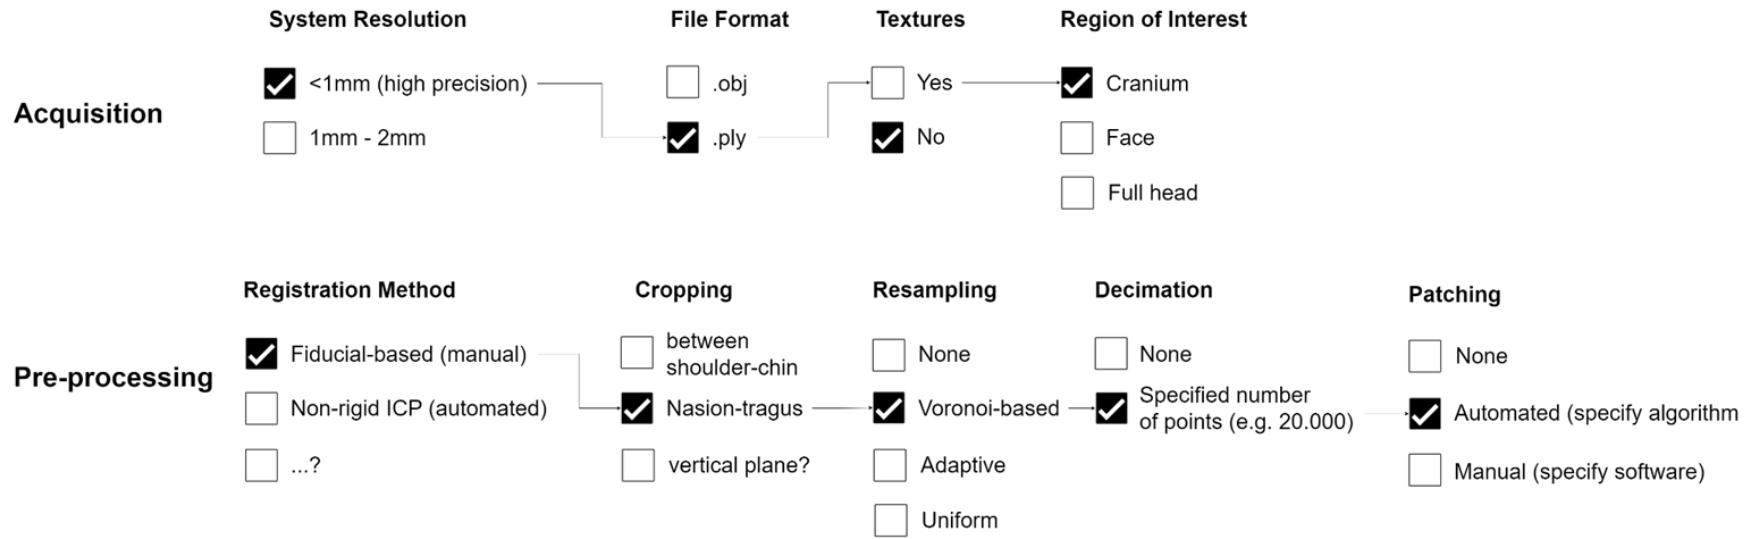 System Resolution
File Format
Textures
Region of Interest
Acquisition
<1mm (high precision)
.obj
Yes
Cranium
1mm - 2mm
.ply
No
Face
Full head
Registration Method
Cropping
Resampling
Decimation
Patching
Pre-processing
Fiducial-based (manual)
between
shoulder-chin
None
None
None
Non-rigid ICP (automated)
Nasion-tragus
Voronoi-based
Specified number
of points (e.g. 20.000)
Automated (specify algorithm
...?
vertical plane?
Adaptive
Manual (specify software)
Uniform